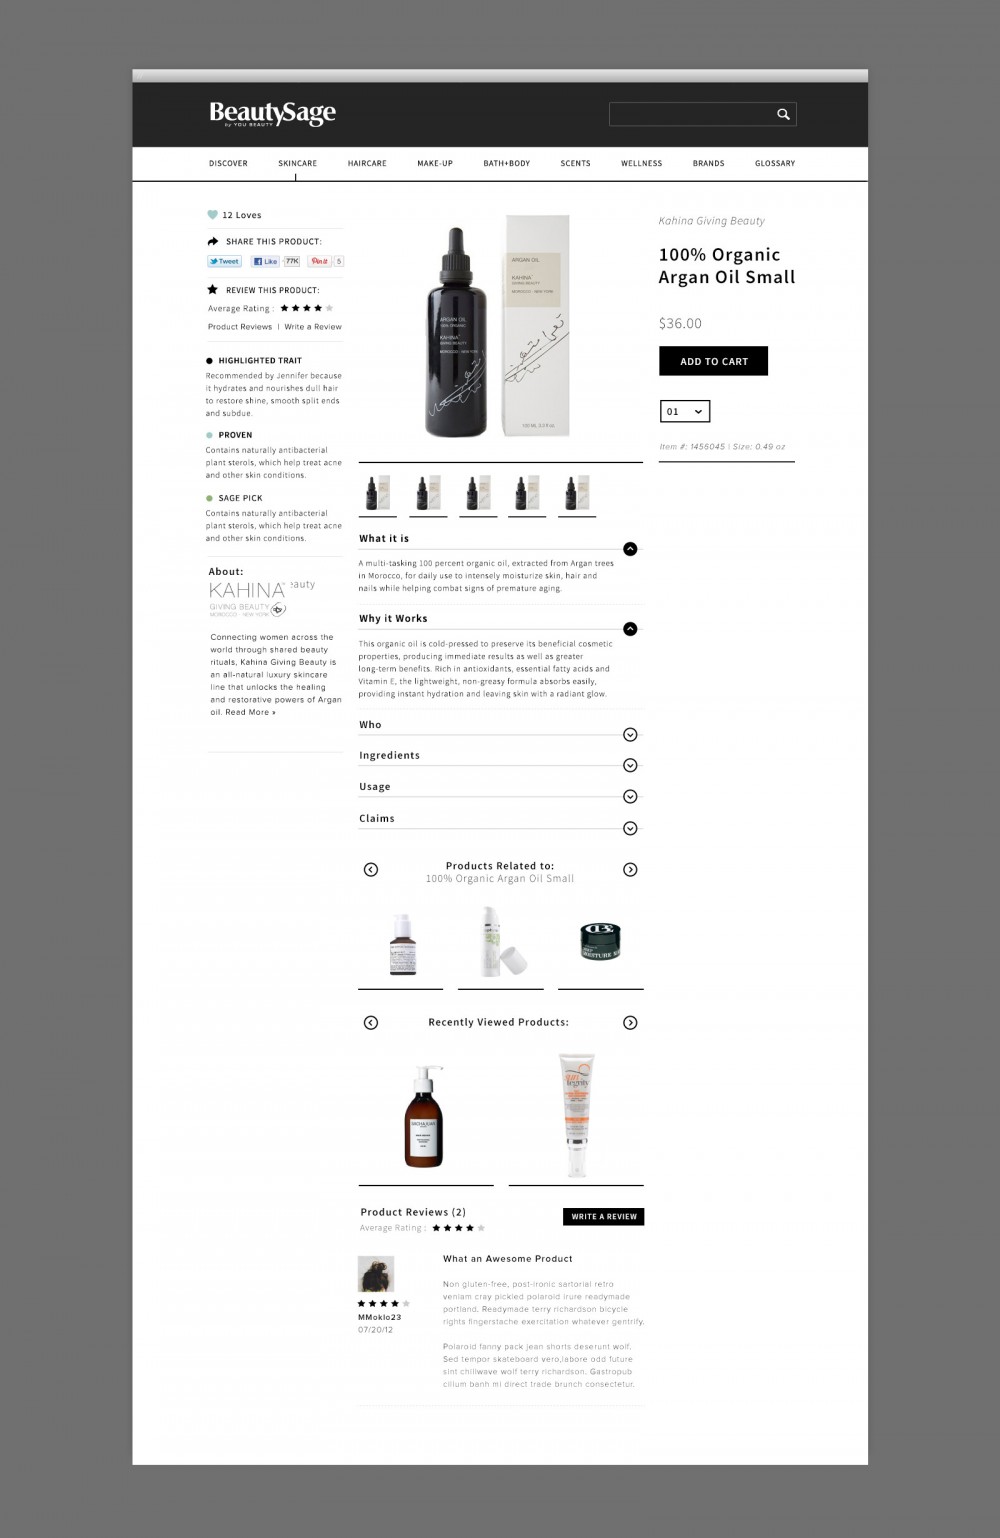 BeautySage
by YOU BEAUTY
DISCOVER SKINCARE HAIRCARE MAKE-UP BATH+BODY SCENTS WELLNESS BRANDS GLOSSARY
12 Loves
SHARE THIS PRODUCT:
Tweet Like 77K Pin it 5
REVIEW THIS PRODUCT:
Average Rating :
Product Reviews | Write a Review
HIGHLIGHTED TRAIT
Recommended by Jennifer because
it hydrates and nourishes dull hair
to restore shine, smooth split ends
and subdue.
PROVEN
Contains naturally antibacterial
plant sterols, which help treat acne
and other skin conditions.
SAGE PICK
Contains naturally antibacterial
plant sterols, which help treat acne
and other skin conditions.
About:
KAHINA eauty
GIVING BEAUTY
MOROCCO · NEW YORK
Connecting women across the
world through shared beauty
rituals, Kahina Giving Beauty is
an all-natural luxury skincare
line that unlocks the healing
and restorative powers of Argan
oil. Read More »
ARGAN OIL
100% ORGANIC
KAHINA
GIVING BEAUTY
MOROCCO · NEW YORK
ARGAN OIL
KAHINA
GIVING BEAUTY
MOROCCO · NEW YORK
What it is
A multi-tasking 100 percent organic oil, extracted from Argan trees
in Morocco, for daily use to intensely moisturize skin, hair and
nails while helping combat signs of premature aging.
Why it Works
This organic oil is cold-pressed to preserve its beneficial cosmetic
properties, producing immediate results as well as greater
long-term benefits. Rich in antioxidants, essential fatty acids and
Vitamin E, the lightweight, non-greasy formula absorbs easily,
providing instant hydration and leaving skin with a radiant glow.
Who
Ingredients
Usage
Claims
Products Related to:
100% Organic Argan Oil Small
Recently Viewed Products:
Product Reviews (2)
Average Rating :
WRITE A REVIEW
MMoklo23
07/20/12
What an Awesome Product
Non gluten-free, post-ironic sartorial retro
veniam cray pickled polaroid irure readymade
portland. Readymade terry richardson bicycle
rights fingerstache exercitation whatever gentrify.
Polaroid fanny pack jean shorts deserunt wolf.
Sed tempor skateboard vero,labore odd future
sint chillwave wolf terry richardson. Gastropub
cillum banh mi direct trade brunch consectetur.
Kahina Giving Beauty
100% Organic
Argan Oil Small
$36.00
ADD TO CART
01
Item #: 1456045 | Size: 0.49 oz